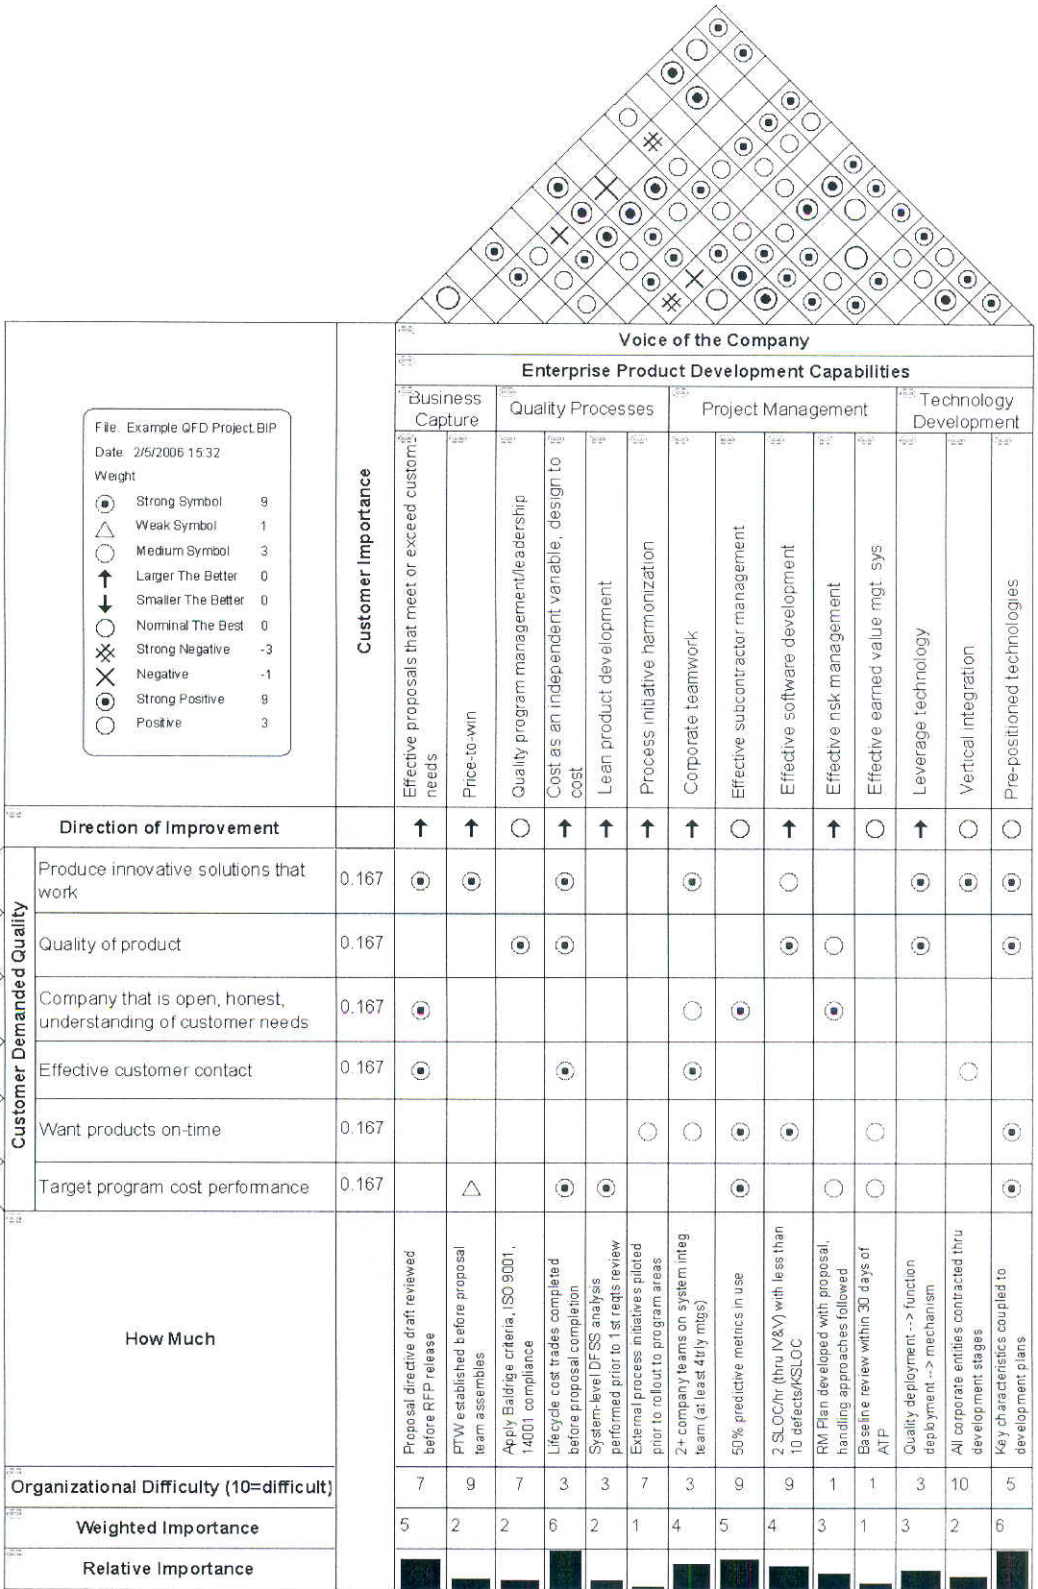 Voice of the Company
Enterprise Product Development Capabilities
Business
Capture
Quality Processes
Project Management
Technology
Development
File: Example QFD Project.BIP
Date: 2/5/2006 15:32
Weight
Strong Symbol 9
Weak Symbol 1
Medium Symbol 3
Larger The Better 0
Smaller The Better 0
Norminal The Best 0
Strong Negative -3
Negative -1
Strong Positive 9
Positive 3
Customer Importance
Effective proposals that meet or exceed custom
needs
Price-to-win
Quality program management/leadership
Cost as an independent variable, design to
cost
Lean product development
Process initiative harmonization
Corporate teamwork
Effective subcontractor management
Effective software development
Effective risk management
Effective earned value mgt. sys
Leverage technology
Vertical integration
Pre-positioned technologies
Direction of Improvement
Customer Demanded Quality
Produce innovative solutions that
work
0.167
Quality of product
0.167
Company that is open, honest,
understanding of customer needs
0.167
Effective customer contact
0.167
Want products on-time
0.167
Target program cost performance
0.167
How Much
Proposal directive draft reviewed
before RFP release
PTW established before proposal
team assembles
Apply Baldrige criteria, ISO 9001,
14001 compliance
Lifecycle cost trades completed
before proposal completion
System-level DFSS analysis
performed prior to 1st reqts review
External process initiatives piloted
prior to rollout to program areas
2+ company teams on system integ
team (at least 4trly mtgs)
50% predictive metrics in use
2 SLOC/hr (thru IV&V) with less than
10 defects/KSLOC
RM Plan developed with proposal,
handling approaches followed
Baseline review within 30 days of
ATP
Quality deployment --> function
deployment --> mechanism
All corporate entities contracted thru
development stages
Key characteristics coupled to
development plans
Organizational Difficulty (10=difficult) 7 9 7 3 3 7 3 9 9 1 1 3 10 5
Weighted Importance 5 2 2 6 2 1 4 5 4 3 1 3 2 6
Relative Importance